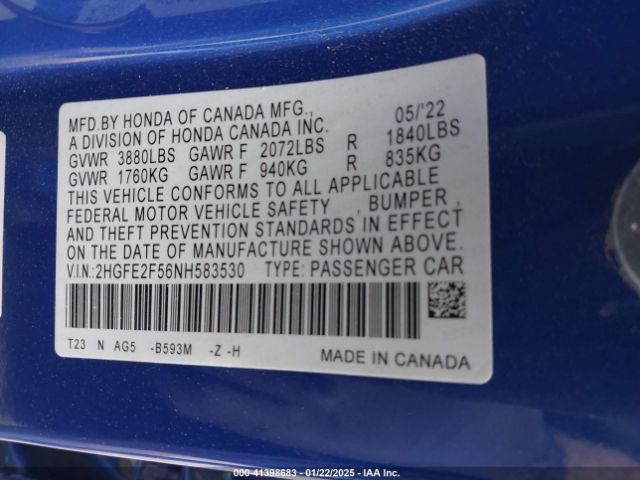 MFD.BY HONDA OF CANADA MFG., 05/'22
A DIVISION OF HONDA CANADA INC.
GVWR 3880LBS GAWR F 2072LBS R 1840LBS
GVWR 1760KG GAWR F 940KG R 835KG
THIS VEHICLE CONFORMS TO ALL APPLICABLE
FEDERAL MOTOR VEHICLE SAFETY , BUMPER ,
AND THEFT PREVENTION STANDARDS IN EFFECT
ON THE DATE OF MANUFACTURE SHOWN ABOVE.
V.I.N.:2HGFE2F56NH583530 TYPE: PASSENGER CAR
T23 N AG5 -B593M -Z -H
MADE IN CANADA
000-41398683 - 01/22/2025 - IAAI.CA